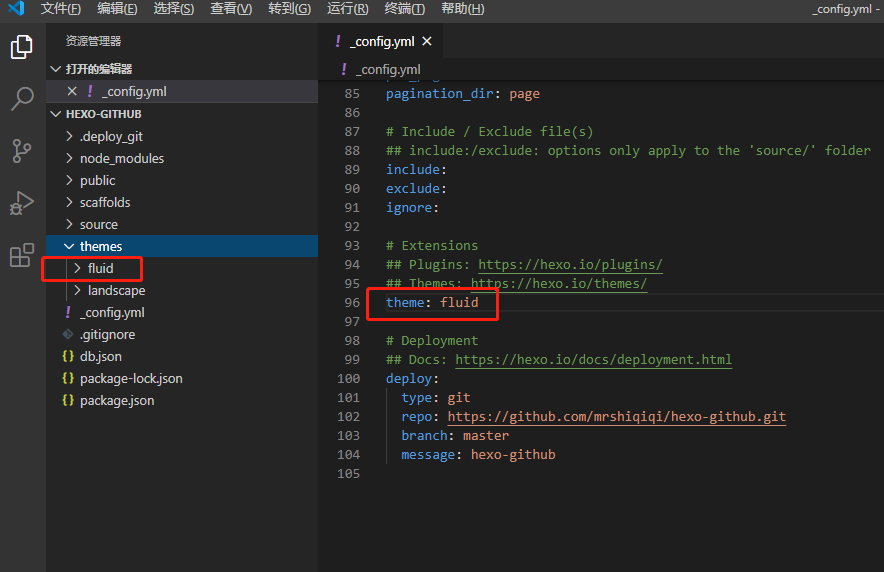 文件(F) 编辑(E) 选择(S) 查看(V) 转到(G) 运行(R) 终端(T) 帮助(H) _config.yml -
资源管理器
打开的编辑器
_config.yml
HEXO-GITHUB
.deploy_git
node_modules
public
scaffolds
source
themes
fluid
landscape
_config.yml
.gitignore
db.json
package-lock.json
package.json
_config.yml
_config.yml
85 pagination_dir: page
86
87 # Include / Exclude file(s)
88 ## include:/exclude: options only apply to the 'source/' folder
89 include:
90 exclude:
91 ignore:
92
93 # Extensions
94 ## Plugins: https://hexo.io/plugins/
95 ## Themes: https://hexo.io/themes/
96 theme: fluid
97
98 # Deployment
99 ## Docs: https://hexo.io/docs/deployment.html
100 deploy:
101 type: git
102 repo: https://github.com/mrshiqiqi/hexo-github.git
103 branch: master
104 message: hexo-github
105